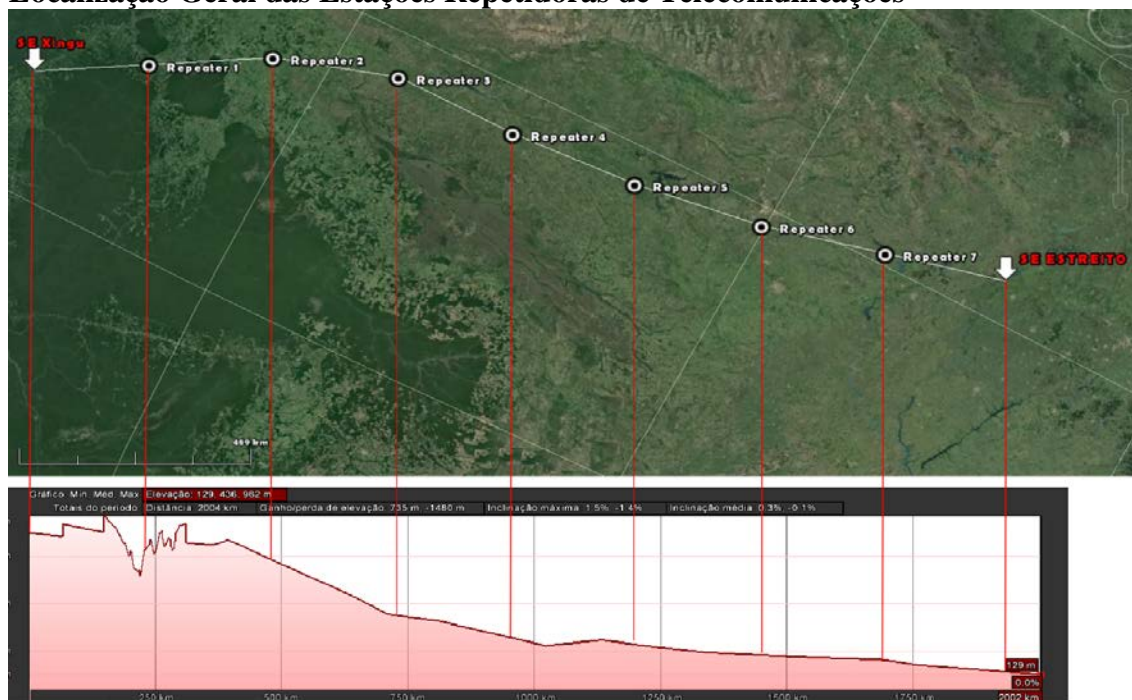 Localização Geral das Estações Repetidoras de Telecomunicações
SE Xingu
Repeater 1
Repeater 2
Repeater 3
Repeater 4
Repeater 5
Repeater 6
Repeater 7
SE ESTREITO
Gráfico: Min, Méd, Máx Elevação: 129, 436, 962 m
Totais do período: Distância: 2004 km Ganho/perda de elevação: 735 m, -1480 m Inclinação máxima: 1.5%, -1.4% Inclinação média: 0.3%, -0.1%
129 m
0.0%
250 km 500 km 750 km 1000 km 1250 km 1500 km 1750 km 2002 km